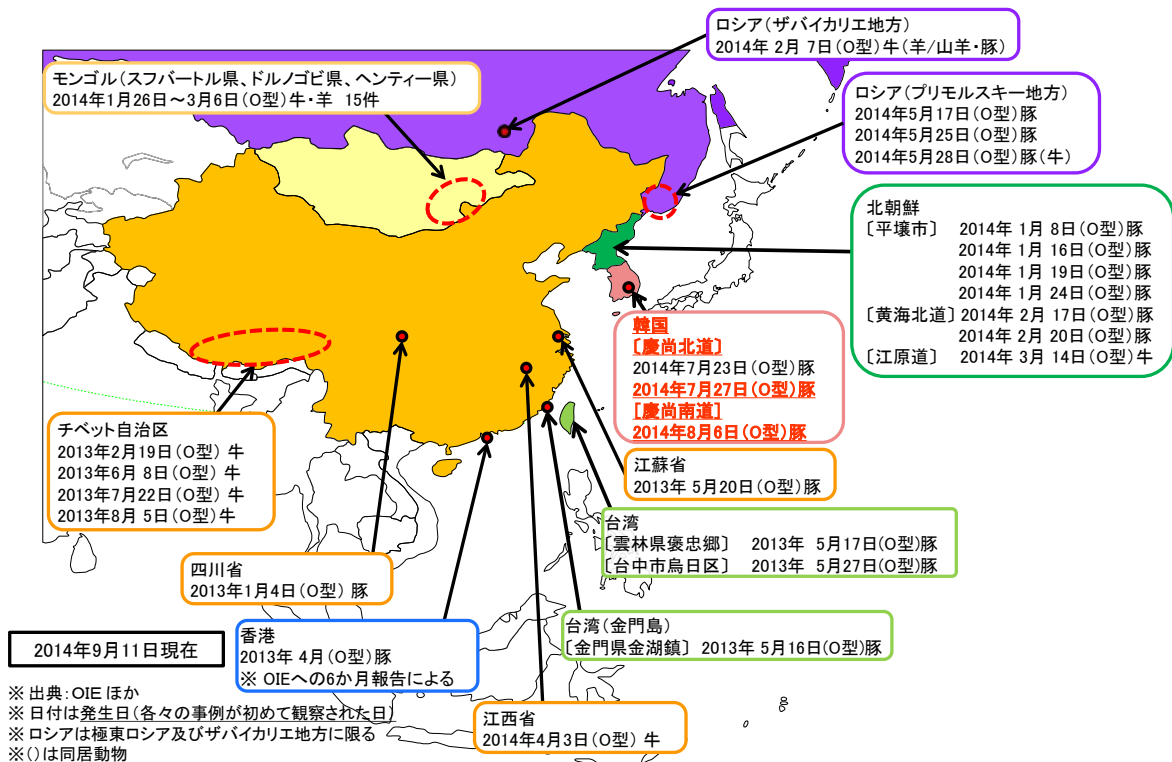 ロシア(ザバイカリエ地方)
2014年 2月 7日(O型)牛(羊/山羊・豚)
モンゴル(スフバートル県、ドルノゴビ県、ヘンティー県)
2014年1月26日～3月6日(O型)牛・羊 15件
ロシア(プリモルスキー地方)
2014年5月17日(O型)豚
2014年5月25日(O型)豚
2014年5月28日(O型)豚(牛)
北朝鮮
〔平壌市〕 2014年 1月 8日(O型)豚
2014年 1月 16日(O型)豚
2014年 1月 19日(O型)豚
2014年 1月 24日(O型)豚
〔黄海北道〕 2014年 2月 17日(O型)豚
2014年 2月 20日(O型)豚
〔江原道〕 2014年 3月 14日(O型)牛
韓国
〔慶尚北道〕
2014年7月23日(O型)豚
2014年7月27日(O型)豚
〔慶尚南道〕
2014年8月6日(O型)豚
チベット自治区
2013年2月19日(O型) 牛
2013年6月 8日(O型) 牛
2013年7月22日(O型) 牛
2013年8月 5日(O型)牛
江蘇省
2013年 5月20日(O型)豚
台湾
〔雲林県褒忠郷〕 2013年 5月17日(O型)豚
〔台中市烏日区〕 2013年 5月27日(O型)豚
四川省
2013年1月4日(O型) 豚
台湾(金門島)
〔金門県金湖鎮〕 2013年 5月16日(O型)豚
香港
2013年 4月(O型)豚
※ OIEへの6か月報告による
江西省
2014年4月3日(O型) 牛
2014年9月11日現在
※ 出典:OIE ほか
※ 日付は発生日(各々の事例が初めて観察された日)
※ ロシアは極東ロシア及びザバイカリエ地方に限る
※()は同居動物